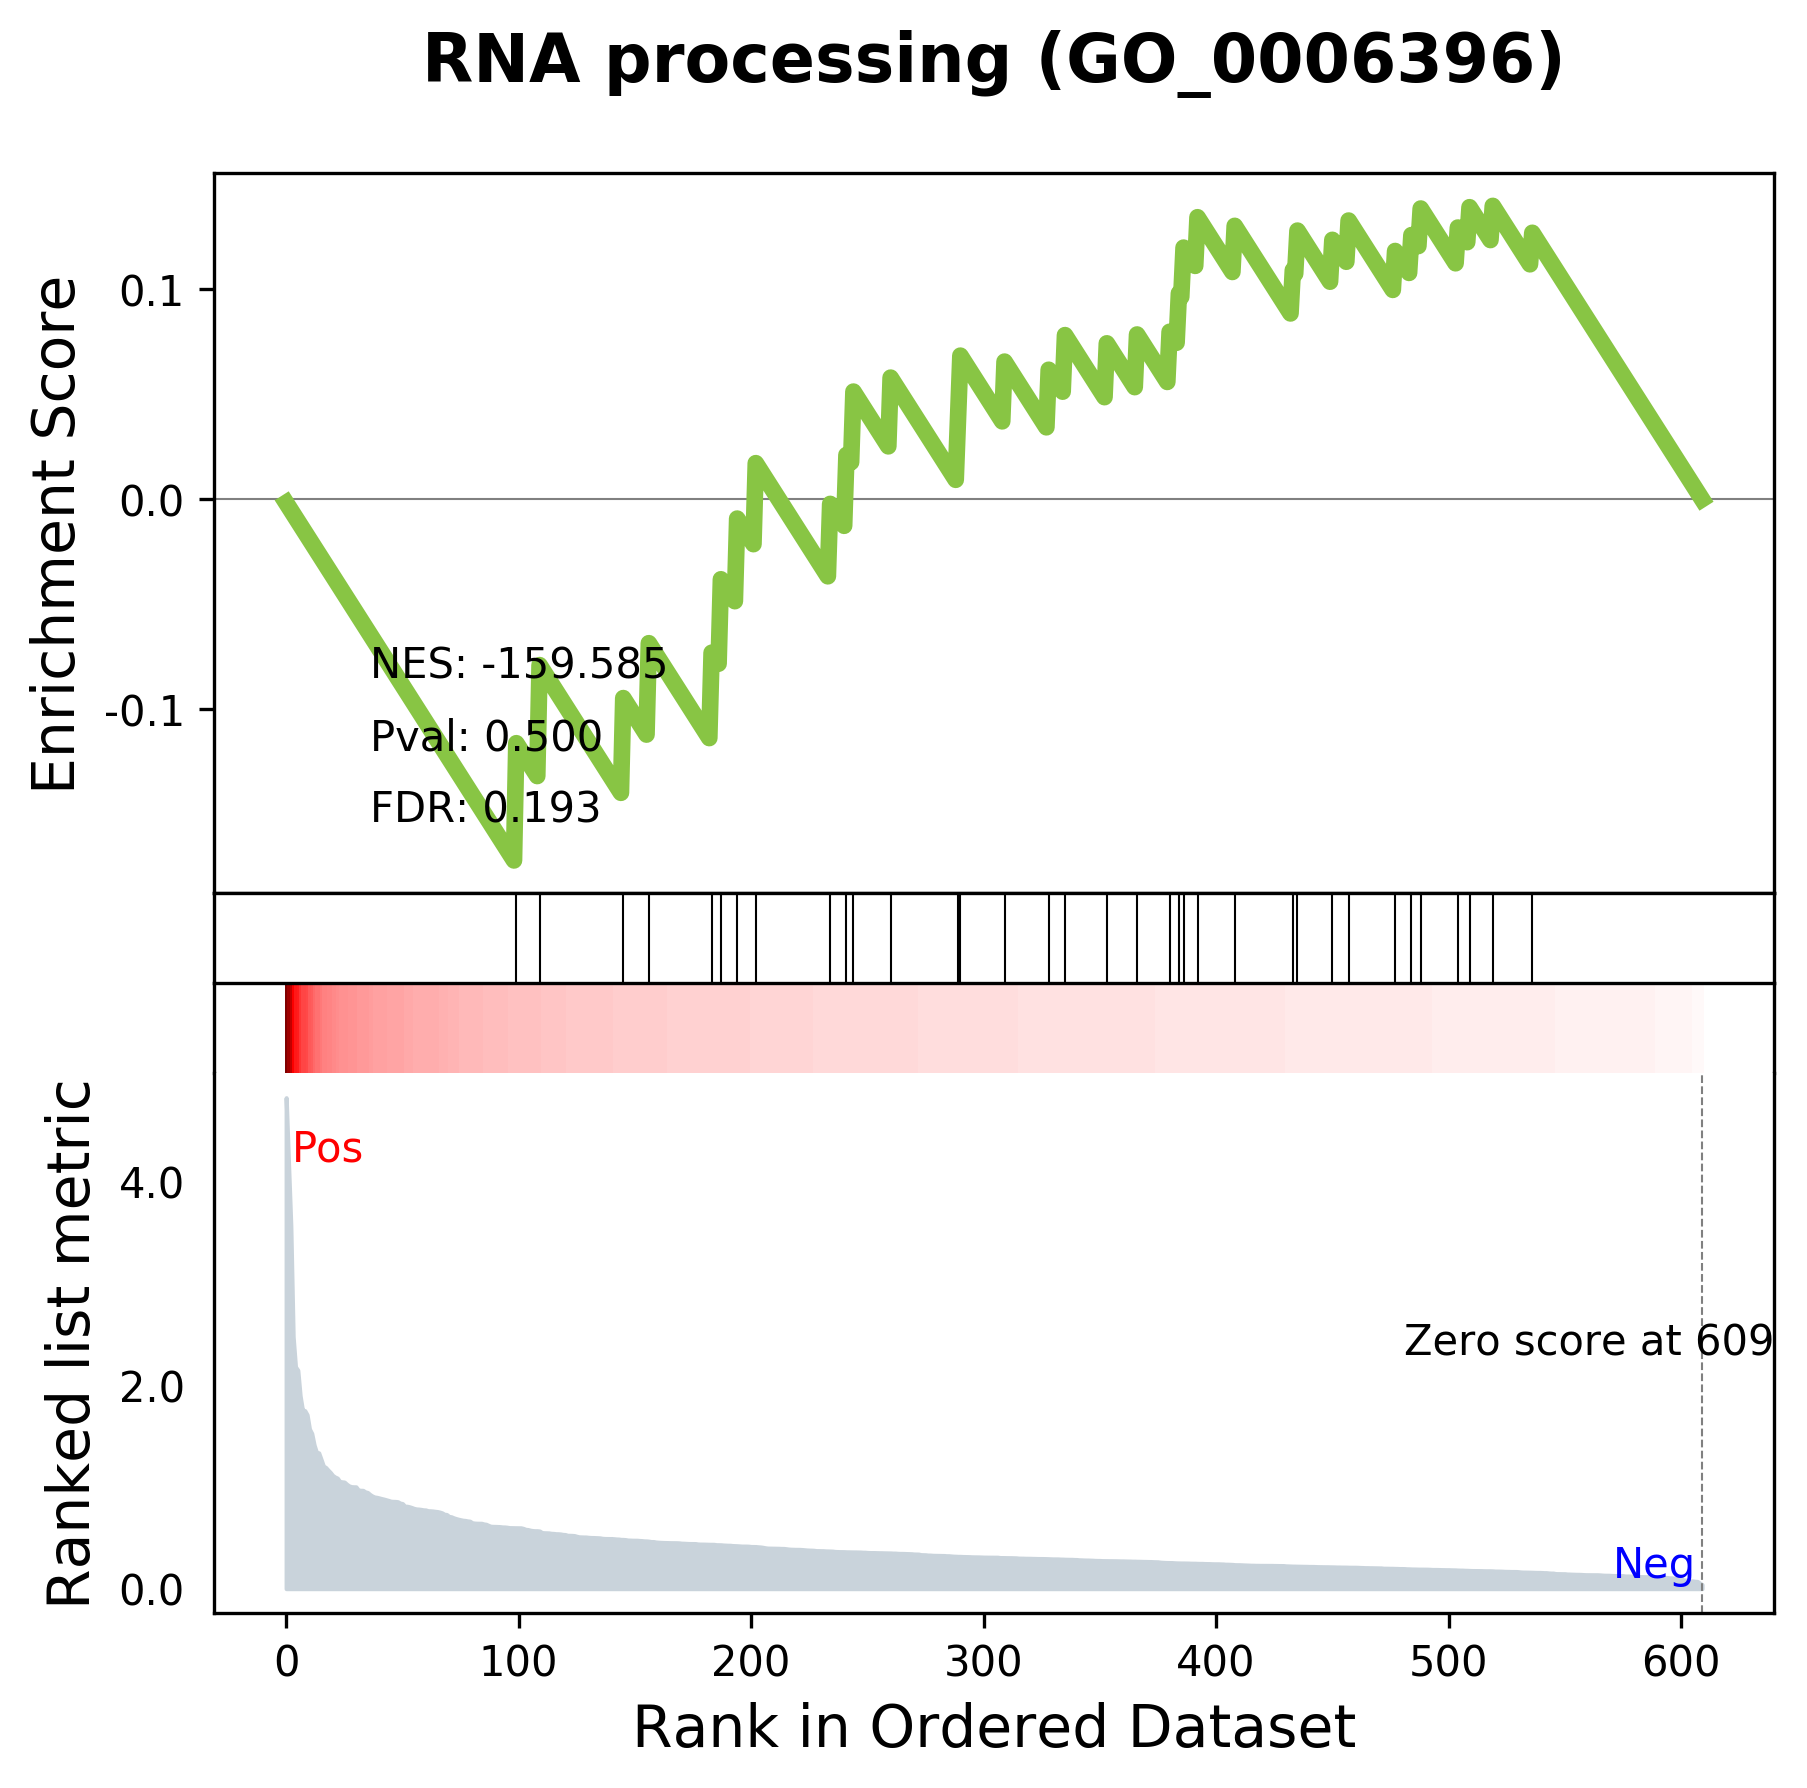 RNA processing (GO_0006396)
Enrichment Score
0.1
0.0
-0.1
NES: -159.585
Pval: 0.500
FDR: 0.193
Ranked list metric
4.0
2.0
0.0
Pos
Zero score at 609
Neg
0 100 200 300 400 500 600
Rank in Ordered Dataset